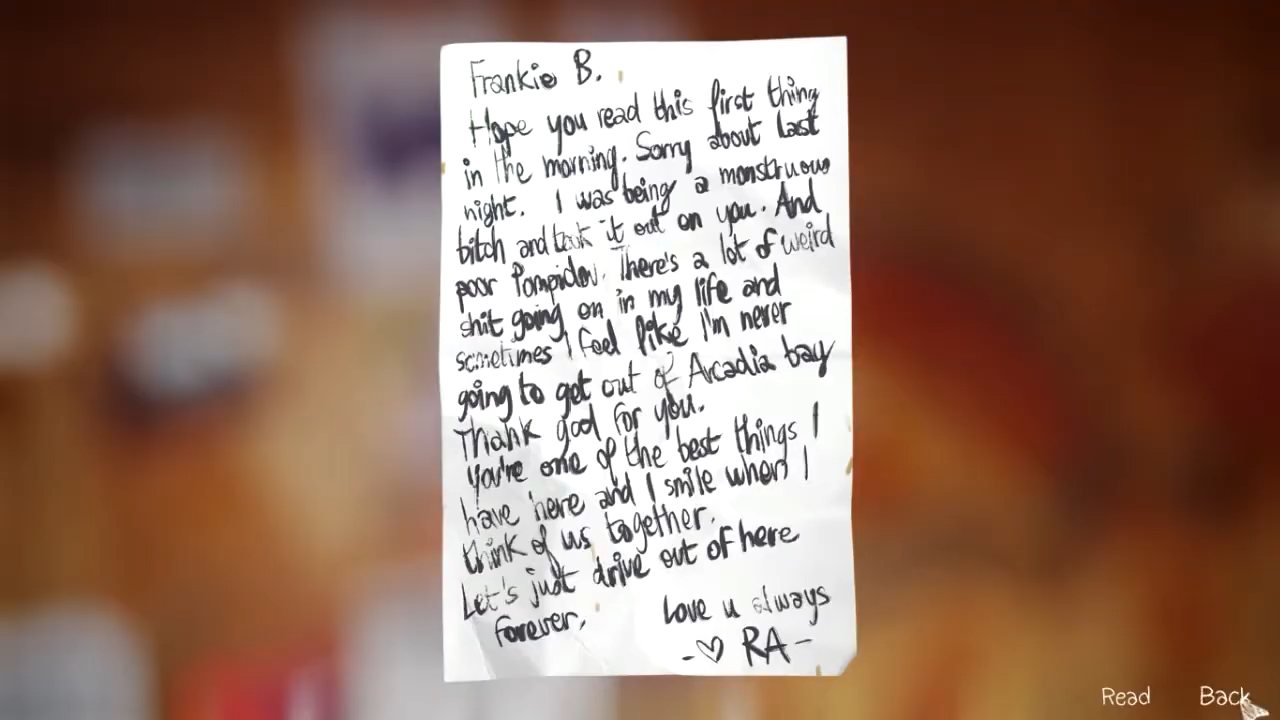 Frankie B.
Hope you read this first thing
in the morning. Sorry about last
night. I was being a monstruous
bitch and took it out on you. And
poor Pompidou. There's a lot of weird
shit going on in my life and
sometimes I feel like I'm never
going to get out of Arcadia bay
Thank god for you.
You're one of the best things I
have here and I smile when I
think of us together.
Let's just drive out of here
forever.
Love u always
-♡ RA-
Read Back